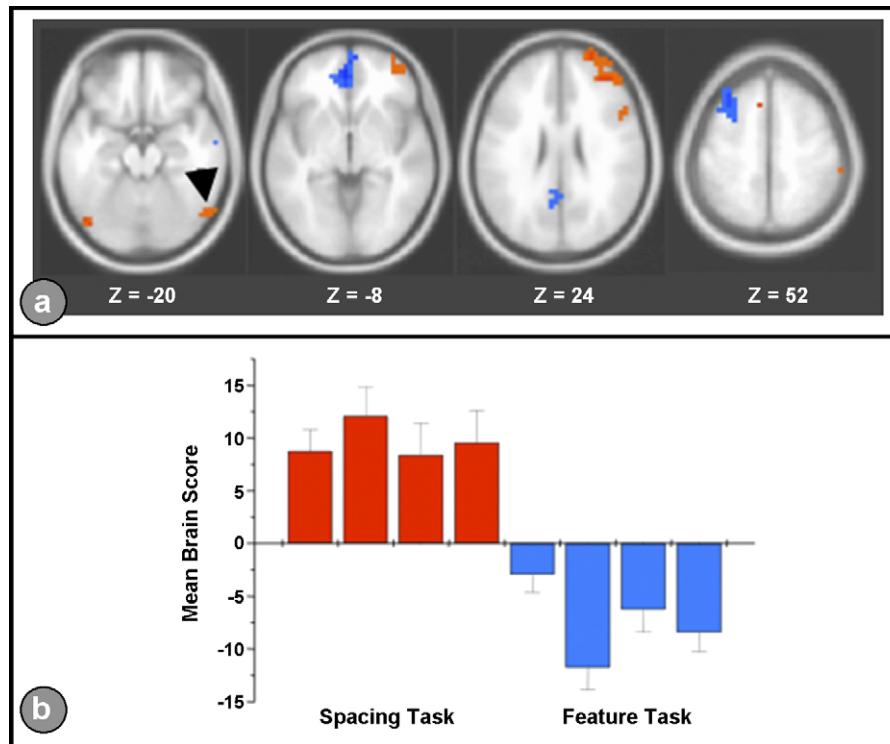 a
Z = -20
Z = -8
Z = 24
Z = 52
15
10
5
0
-5
-10
-15
Mean Brain Score
Spacing Task
Feature Task
b